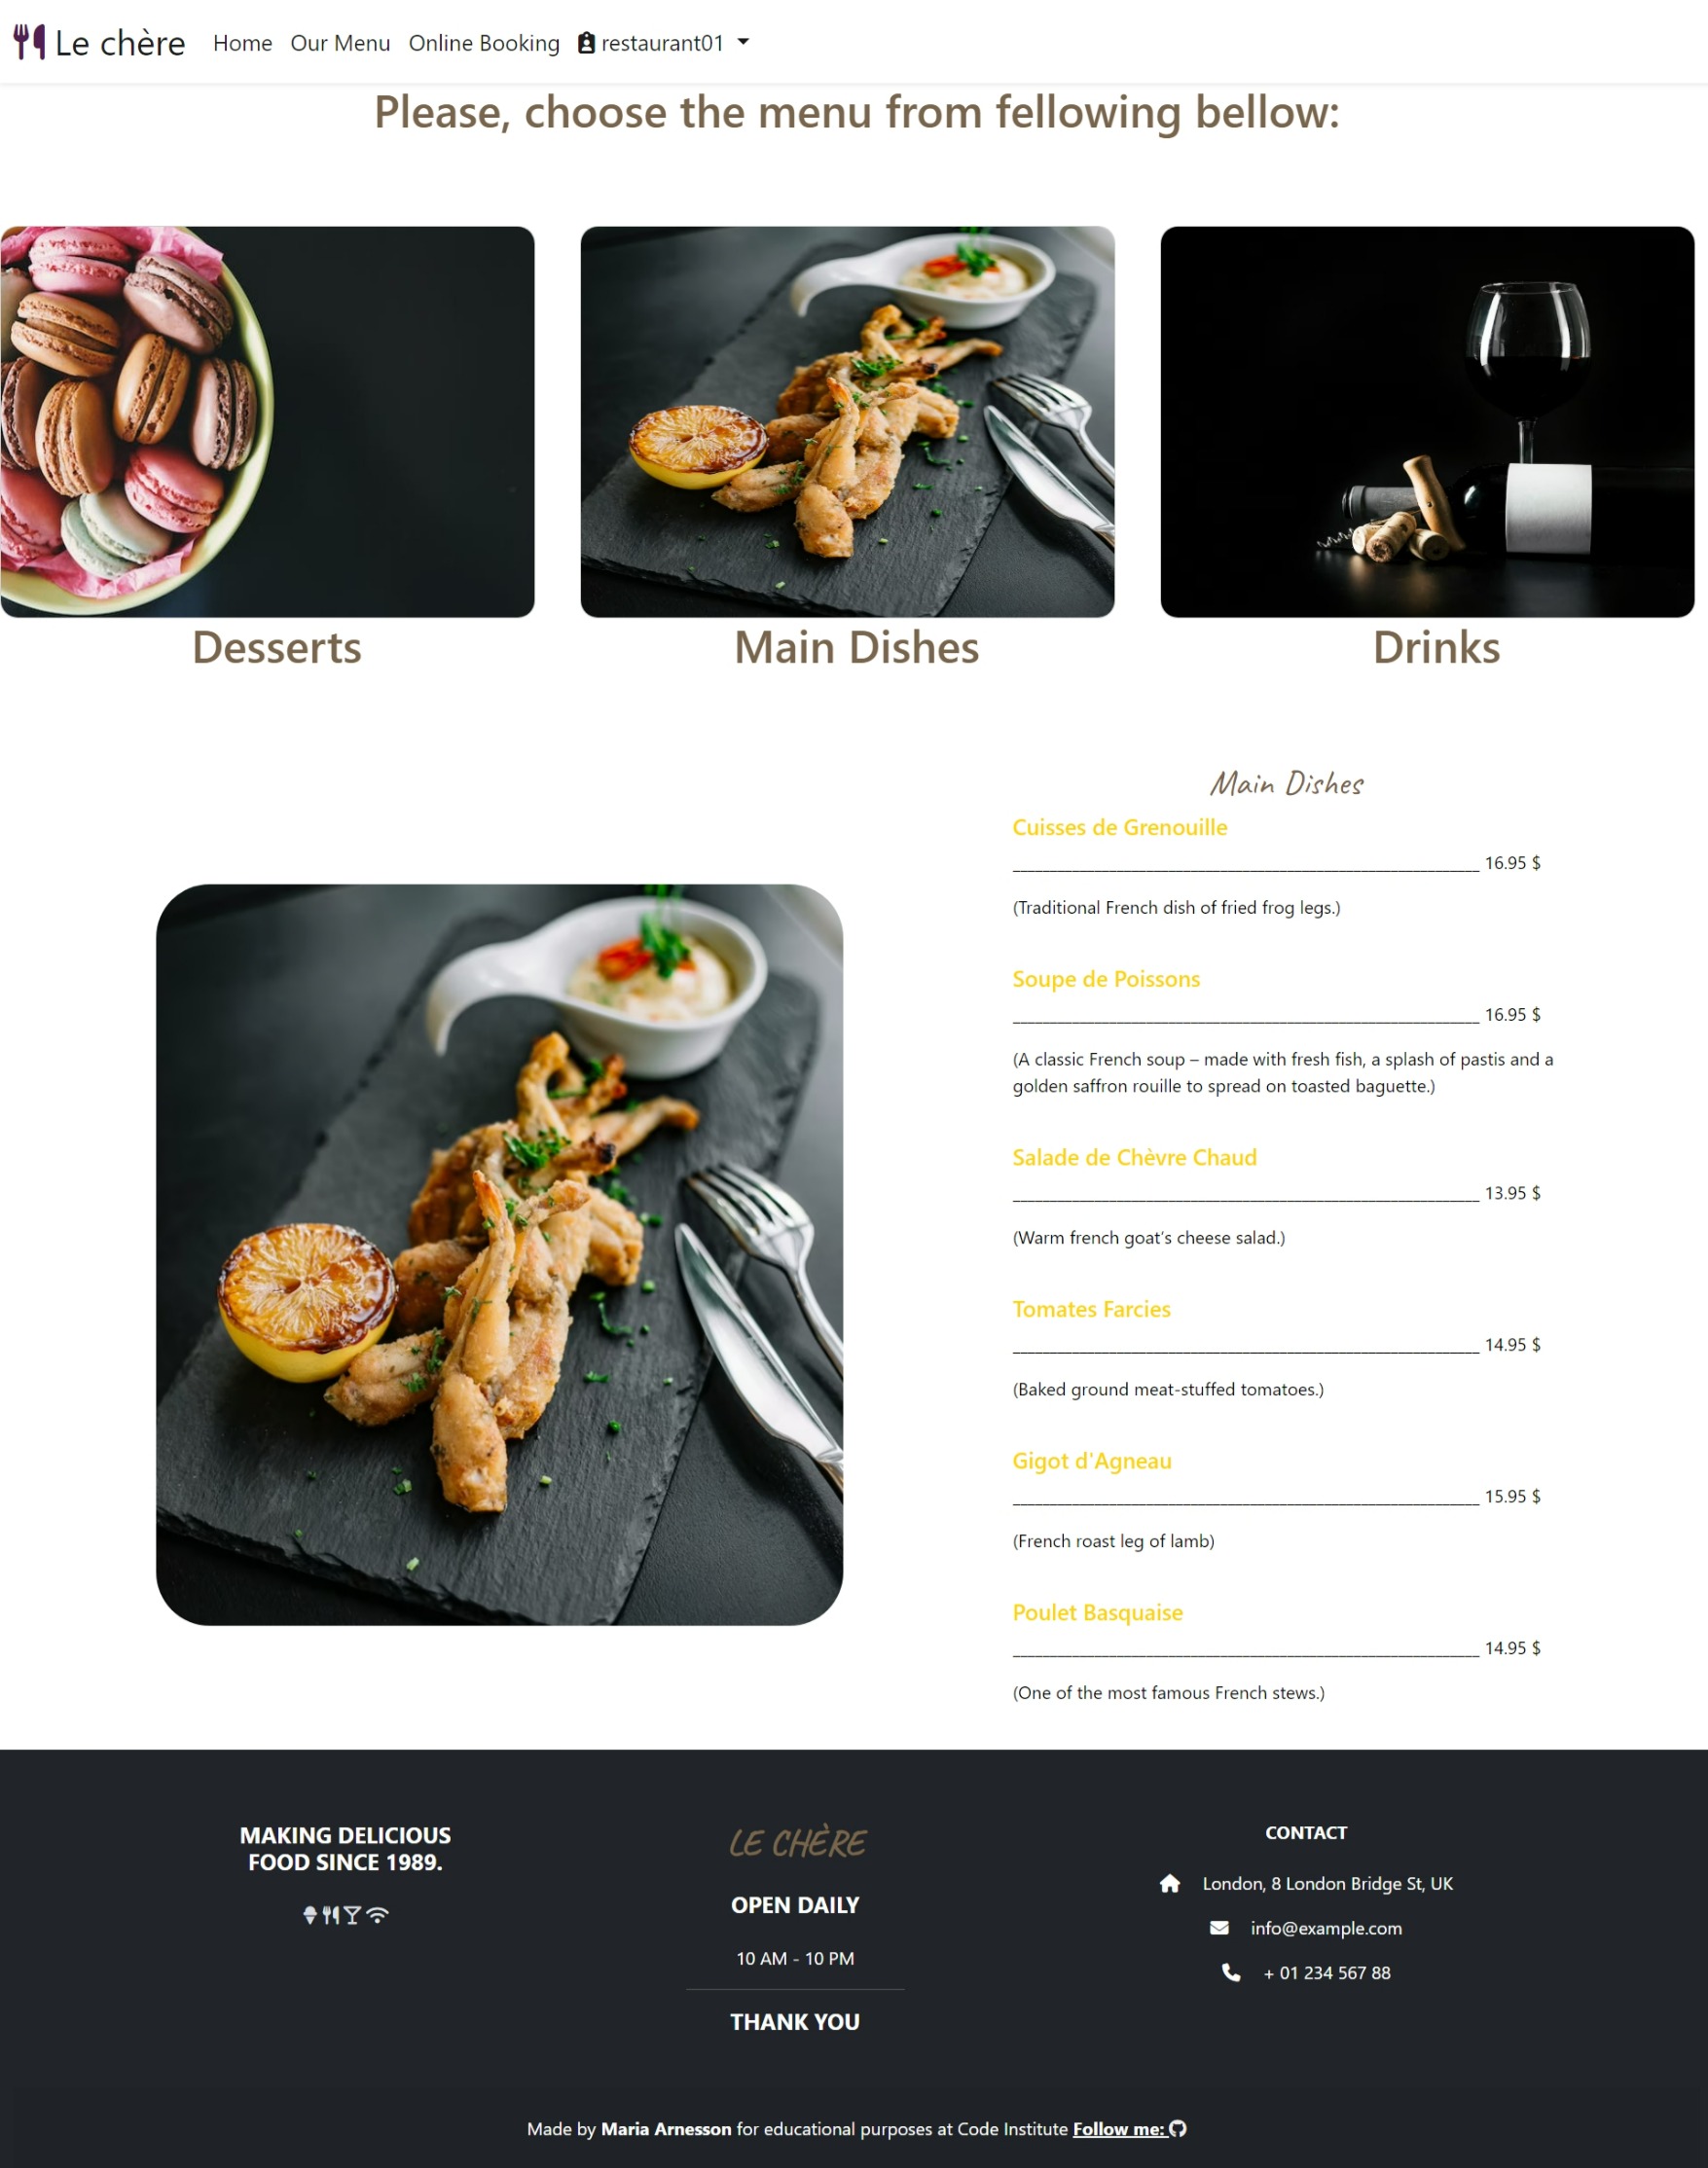 Le chère Home Our Menu Online Booking restaurant01
Please, choose the menu from fellowing bellow:
Desserts
Main Dishes
Drinks
Main Dishes
Cuisses de Grenouille
16.95 $
(Traditional French dish of fried frog legs.)
Soupe de Poissons
16.95 $
(A classic French soup – made with fresh fish, a splash of pastis and a
golden saffron rouille to spread on toasted baguette.)
Salade de Chèvre Chaud
13.95 $
(Warm french goat's cheese salad.)
Tomates Farcies
14.95 $
(Baked ground meat-stuffed tomatoes.)
Gigot d'Agneau
15.95 $
(French roast leg of lamb)
Poulet Basquaise
14.95 $
(One of the most famous French stews.)
MAKING DELICIOUS
FOOD SINCE 1989.
LE CHÈRE
OPEN DAILY
10 AM - 10 PM
THANK YOU
CONTACT
London, 8 London Bridge St, UK
info@example.com
+ 01 234 567 88
Made by Maria Arnesson for educational purposes at Code Institute Follow me: